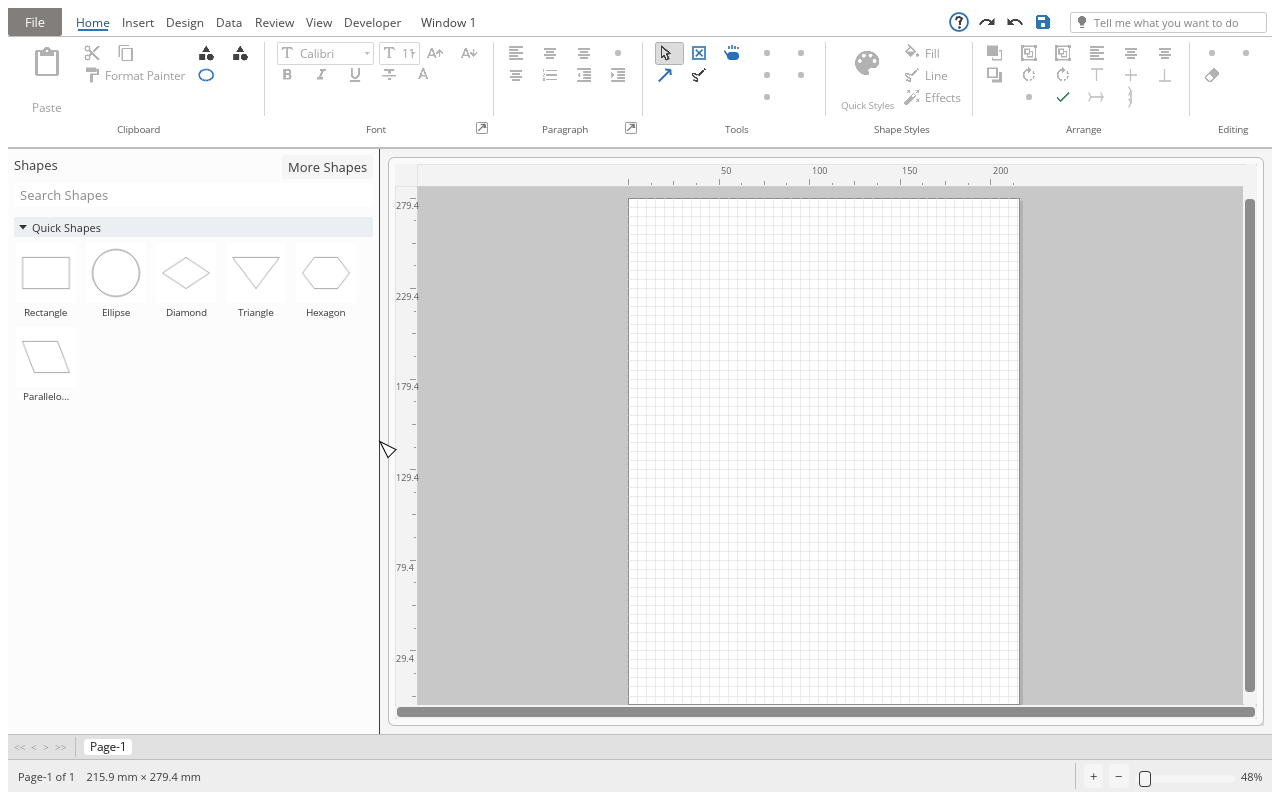 File Home Insert Design Data Review View Developer Window 1 Tell me what you want to do
Calibri 11 Fill
Format Painter B I U A Line
Paste Quick Styles Effects
Clipboard Font Paragraph Tools Shape Styles Arrange Editing
Shapes More Shapes
Search Shapes
Quick Shapes
Rectangle Ellipse Diamond Triangle Hexagon
Parallelo...
50 100 150 200
279.4
229.4
179.4
129.4
79.4
29.4
<< < > >> Page-1
Page-1 of 1 215.9 mm × 279.4 mm + − 48%